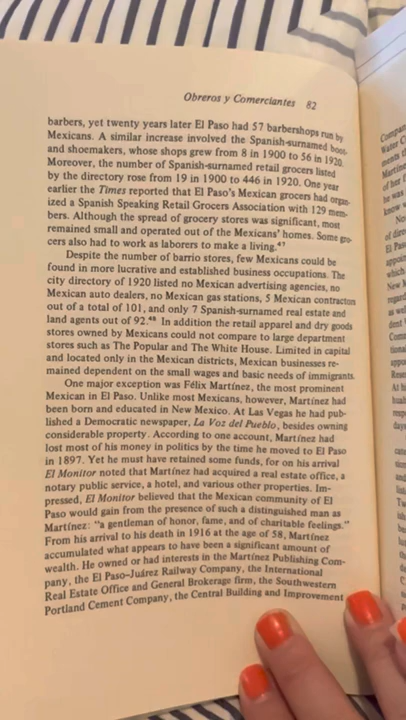 Obreros y Comerciantes 82
barbers, yet twenty years later El Paso had 57 barbershops run by
Mexicans. A similar increase involved the Spanish-surnamed boot-
and shoemakers, whose shops grew from 8 in 1900 to 56 in 1920.
Moreover, the number of Spanish-surnamed retail grocers listed
by the directory rose from 19 in 1900 to 446 in 1920. One year
earlier the Times reported that El Paso's Mexican grocers had organ-
ized a Spanish Speaking Retail Grocers Association with 129 mem-
bers. Although the spread of grocery stores was significant, most
remained small and operated out of the Mexicans' homes. Some gro-
cers also had to work as laborers to make a living.⁴⁷
Despite the number of barrio stores, few Mexicans could be
found in more lucrative and established business occupations. The
city directory of 1920 listed no Mexican advertising agencies, no
Mexican auto dealers, no Mexican gas stations, 5 Mexican contractors
out of a total of 101, and only 7 Spanish-surnamed real estate and
land agents out of 92.⁴⁸ In addition the retail apparel and dry goods
stores owned by Mexicans could not compare to large department
stores such as The Popular and The White House. Limited in capital
and located only in the Mexican districts, Mexican businesses re-
mained dependent on the small wages and basic needs of immigrants.
One major exception was Félix Martínez, the most prominent
Mexican in El Paso. Unlike most Mexicans, however, Martínez had
been born and educated in New Mexico. At Las Vegas he had pub-
lished a Democratic newspaper, La Voz del Pueblo, besides owning
considerable property. According to one account, Martínez had
lost most of his money in politics by the time he moved to El Paso
in 1897. Yet he must have retained some funds, for on his arrival
El Monitor noted that Martínez had acquired a real estate office, a
notary public service, a hotel, and various other properties. Im-
pressed, El Monitor believed that the Mexican community of El
Paso would gain from the presence of such a distinguished man as
Martínez: "a gentleman of honor, fame, and of charitable feelings."
From his arrival to his death in 1916 at the age of 58, Martínez
accumulated what appears to have been a significant amount of
wealth. He owned or had interests in the Martínez Publishing Com-
pany, the El Paso-Juárez Railway Company, the International
Real Estate Office and General Brokerage firm, the Southwestern
Portland Cement Company, the Central Building and Improvement